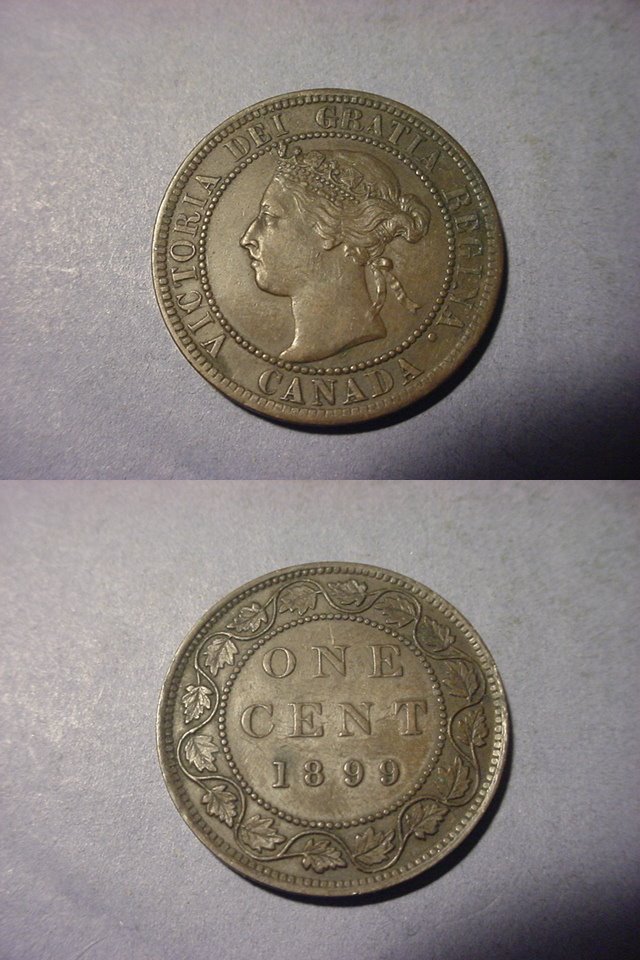 VICTORIA DEI GRATIA REGINA.
CANADA
ONE
CENT
1899